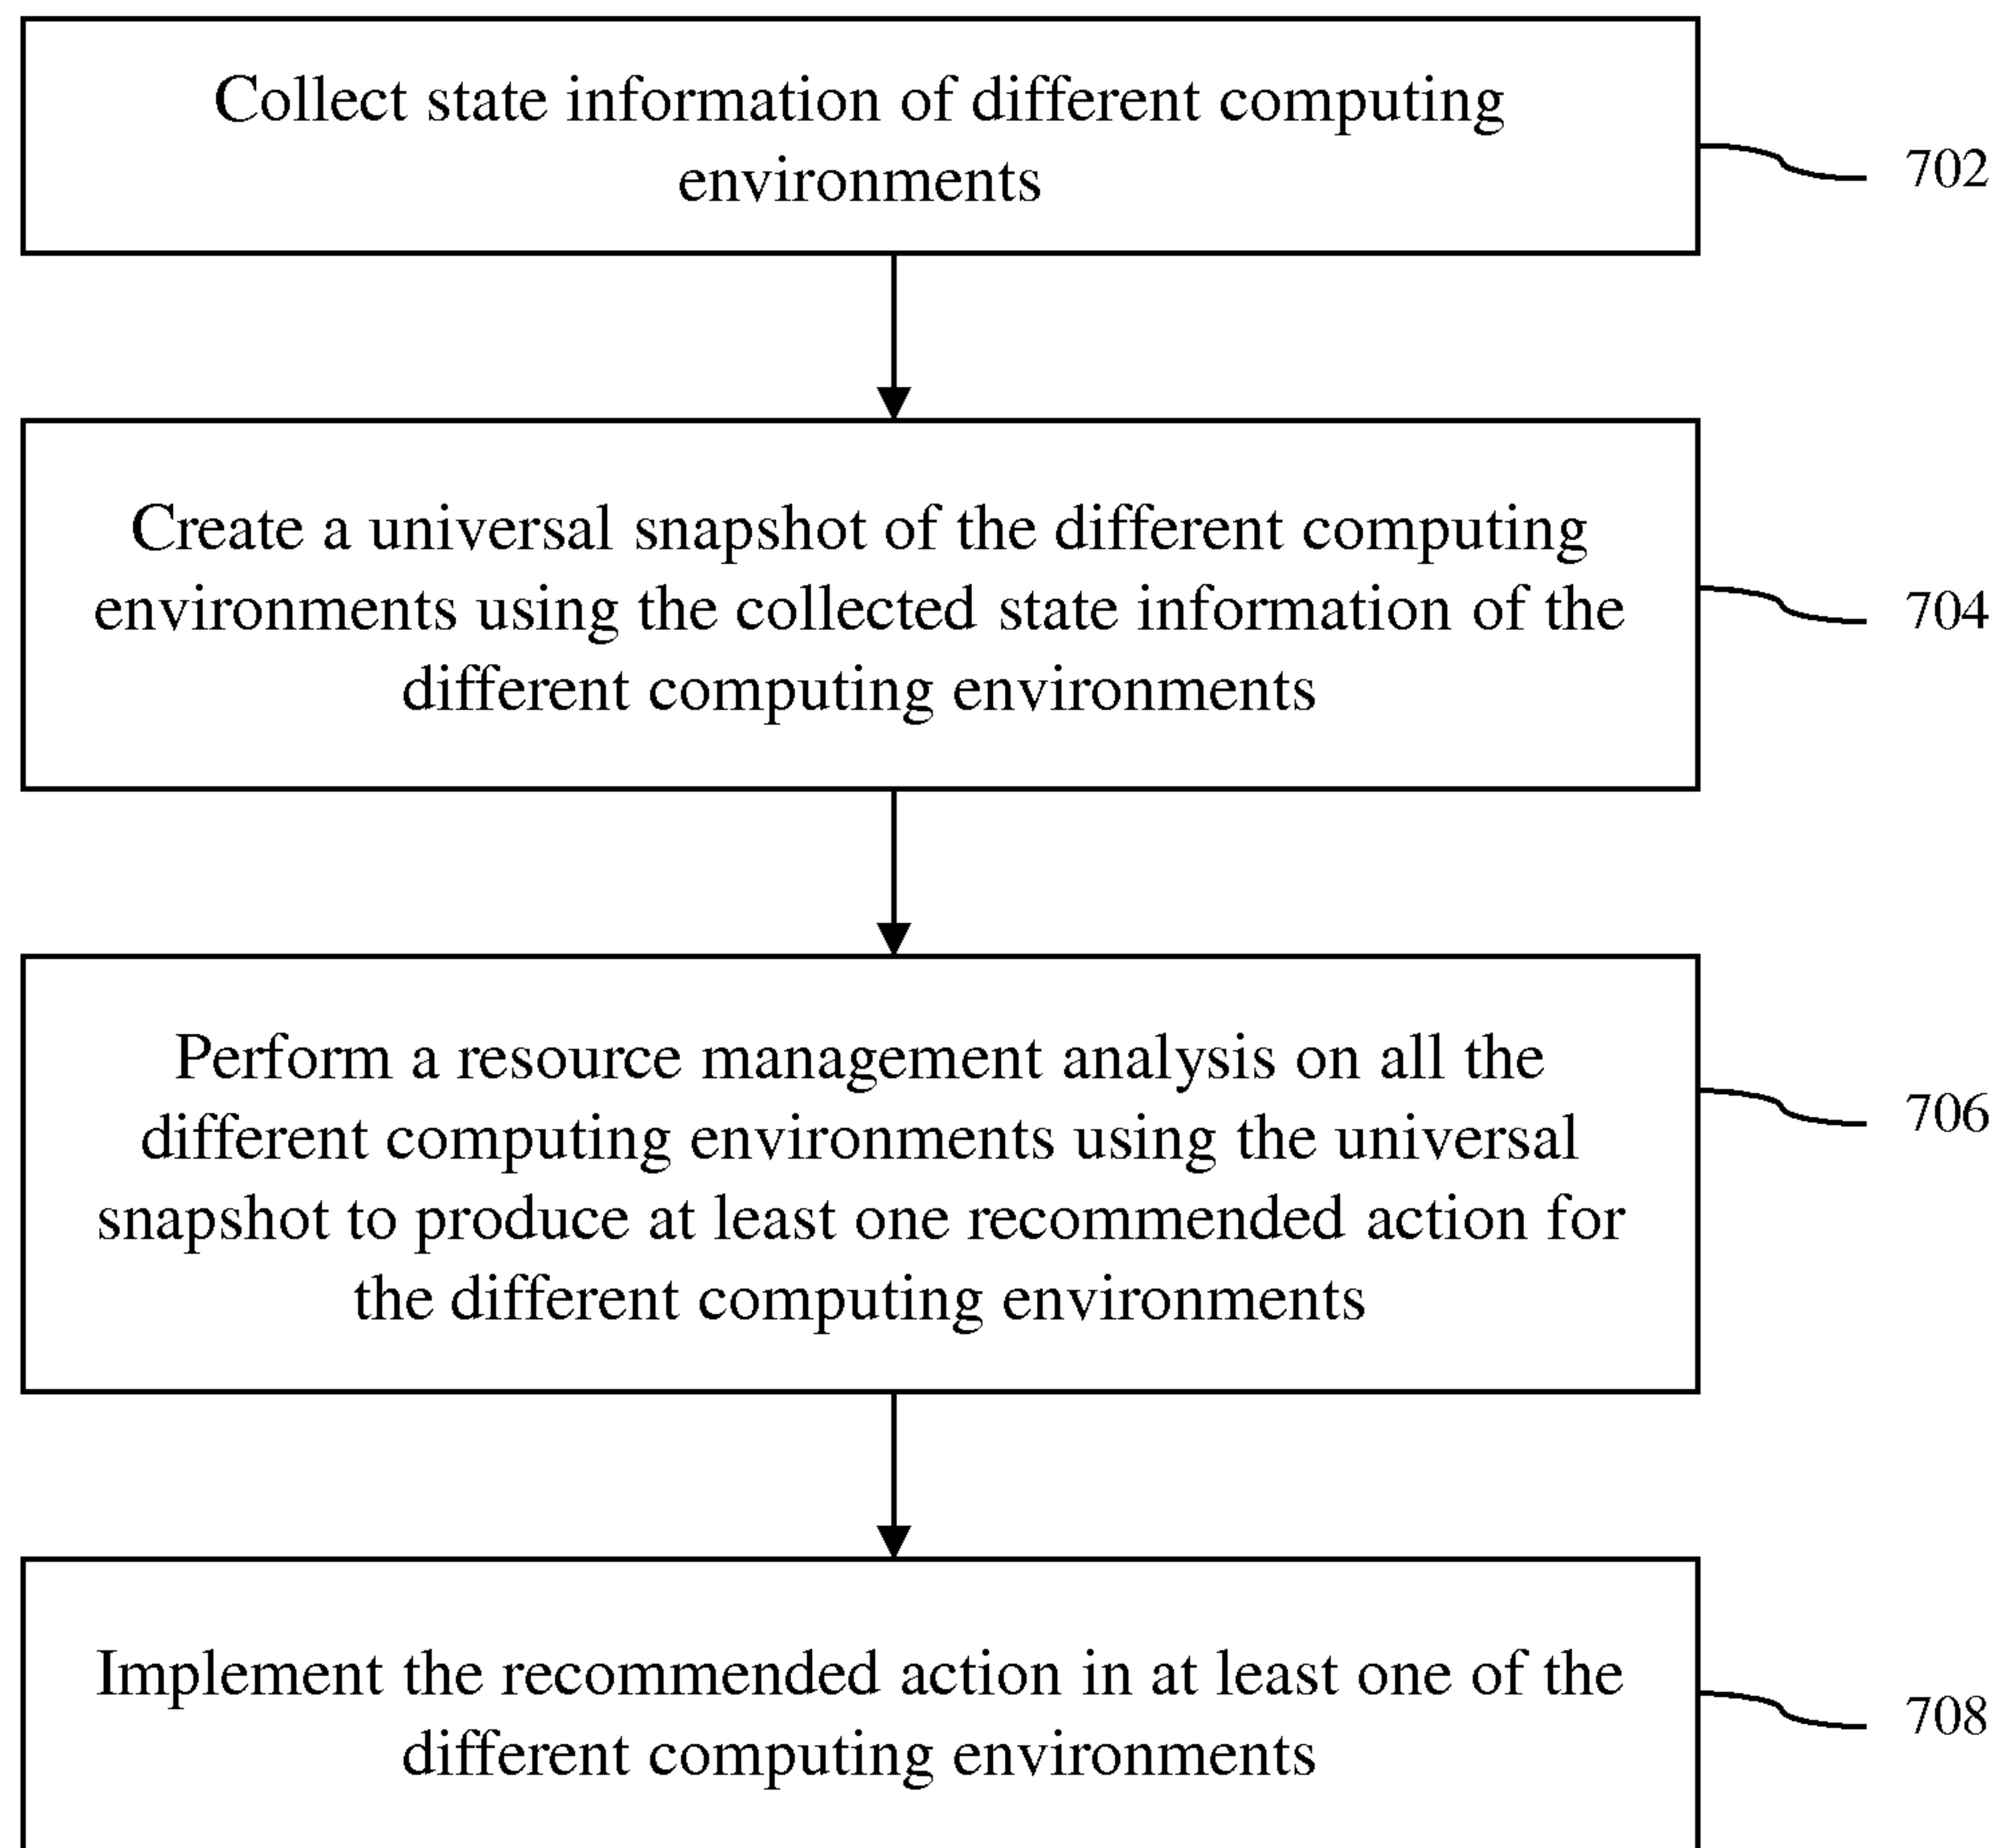 Collect state information of different computing
environments
702
Create a universal snapshot of the different computing
environments using the collected state information of the
different computing environments
704
Perform a resource management analysis on all the
different computing environments using the universal
snapshot to produce at least one recommended action for
the different computing environments
706
Implement the recommended action in at least one of the
different computing environments
708